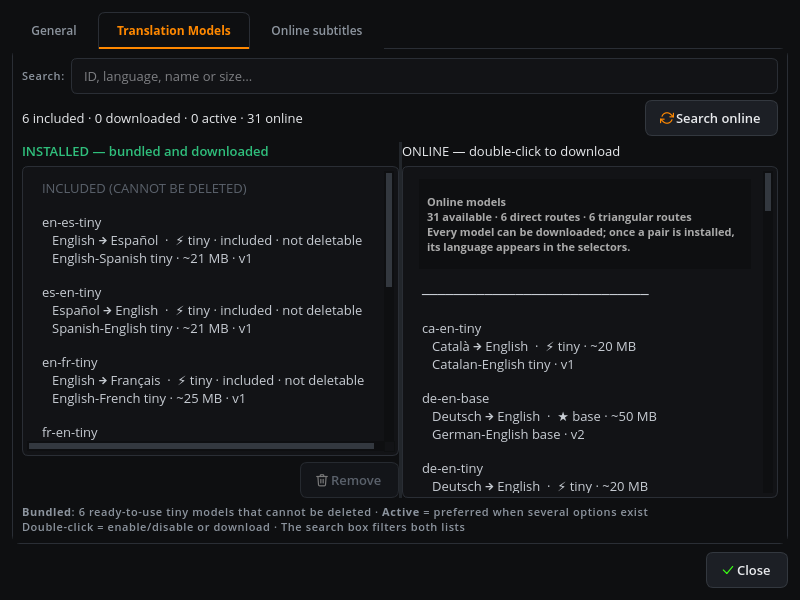 General
Translation Models
Online subtitles
Search:
ID, language, name or size...
6 included · 0 downloaded · 0 active · 31 online
Search online
INSTALLED — bundled and downloaded
INCLUDED (CANNOT BE DELETED)
en-es-tiny
English → Español · ⚡ tiny · included · not deletable
English-Spanish tiny · ~21 MB · v1
es-en-tiny
Español → English · ⚡ tiny · included · not deletable
Spanish-English tiny · ~21 MB · v1
en-fr-tiny
English → Français · ⚡ tiny · included · not deletable
English-French tiny · ~25 MB · v1
fr-en-tiny
Remove
ONLINE — double-click to download
Online models
31 available · 6 direct routes · 6 triangular routes
Every model can be downloaded; once a pair is installed,
its language appears in the selectors.
ca-en-tiny
Català → English · ⚡ tiny · ~20 MB
Catalan-English tiny · v1
de-en-base
Deutsch → English · ★ base · ~50 MB
German-English base · v2
de-en-tiny
Deutsch → English · ⚡ tiny · ~20 MB
Bundled: 6 ready-to-use tiny models that cannot be deleted · Active = preferred when several options exist
Double-click = enable/disable or download · The search box filters both lists
Close